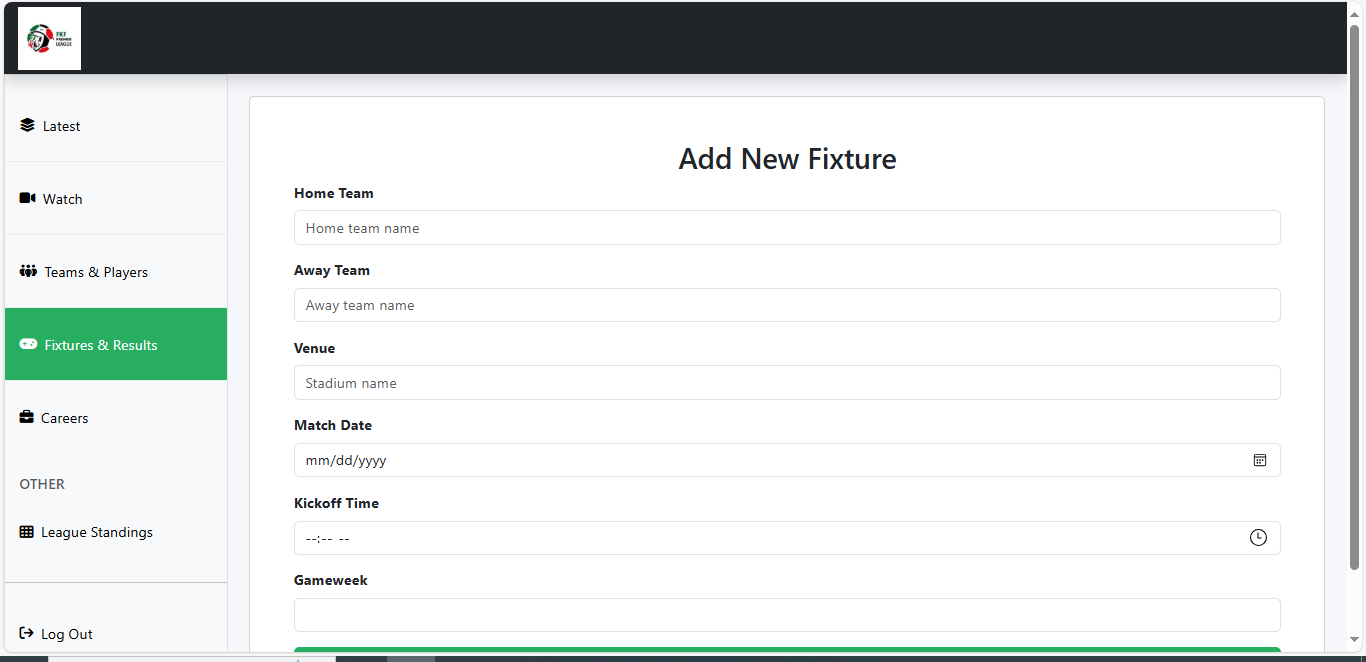 FKF
PREMIER
LEAGUE
Latest
Watch
Teams & Players
Fixtures & Results
Careers
OTHER
League Standings
Log Out
Add New Fixture
Home Team
Home team name
Away Team
Away team name
Venue
Stadium name
Match Date
mm/dd/yyyy
Kickoff Time
--:-- --
Gameweek